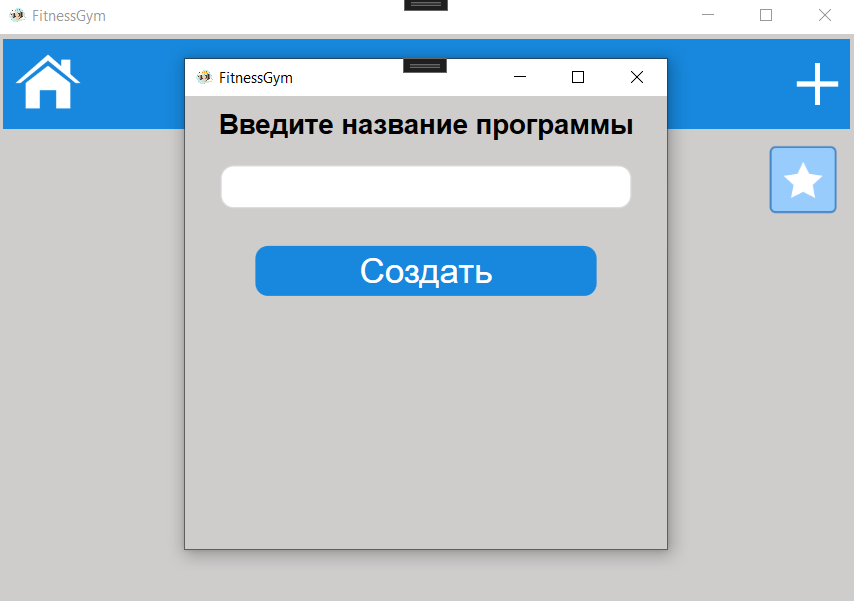 FitnessGym
FitnessGym
Введите название программы
Создать